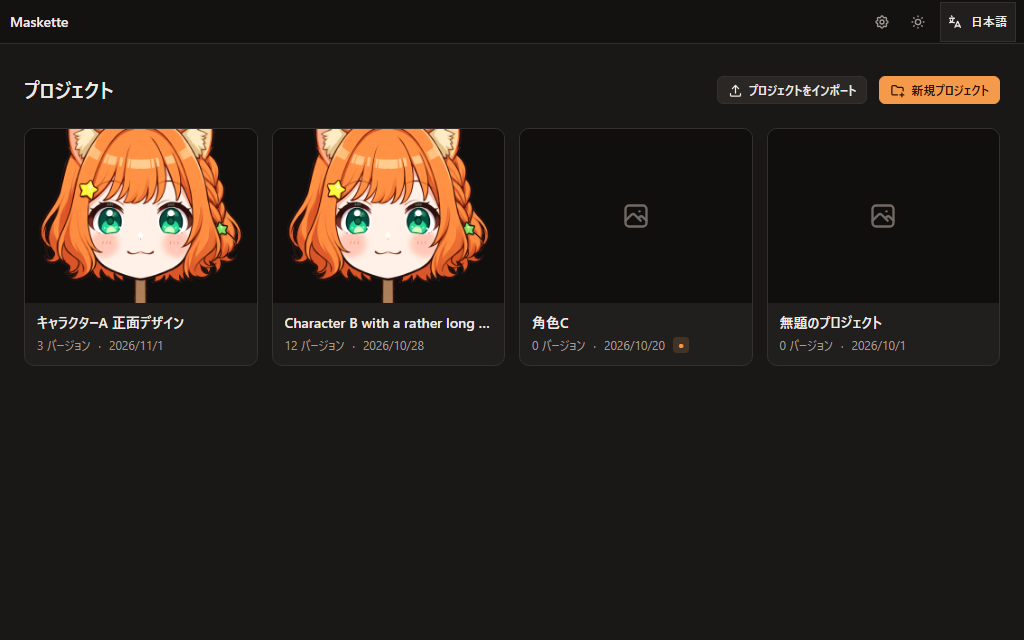 Maskette
日本語
プロジェクト
プロジェクトをインポート
新規プロジェクト
キャラクターA 正面デザイン
3 バージョン · 2026/11/1
Character B with a rather long ...
12 バージョン · 2026/10/28
角色C
0 バージョン · 2026/10/20
無題のプロジェクト
0 バージョン · 2026/10/1